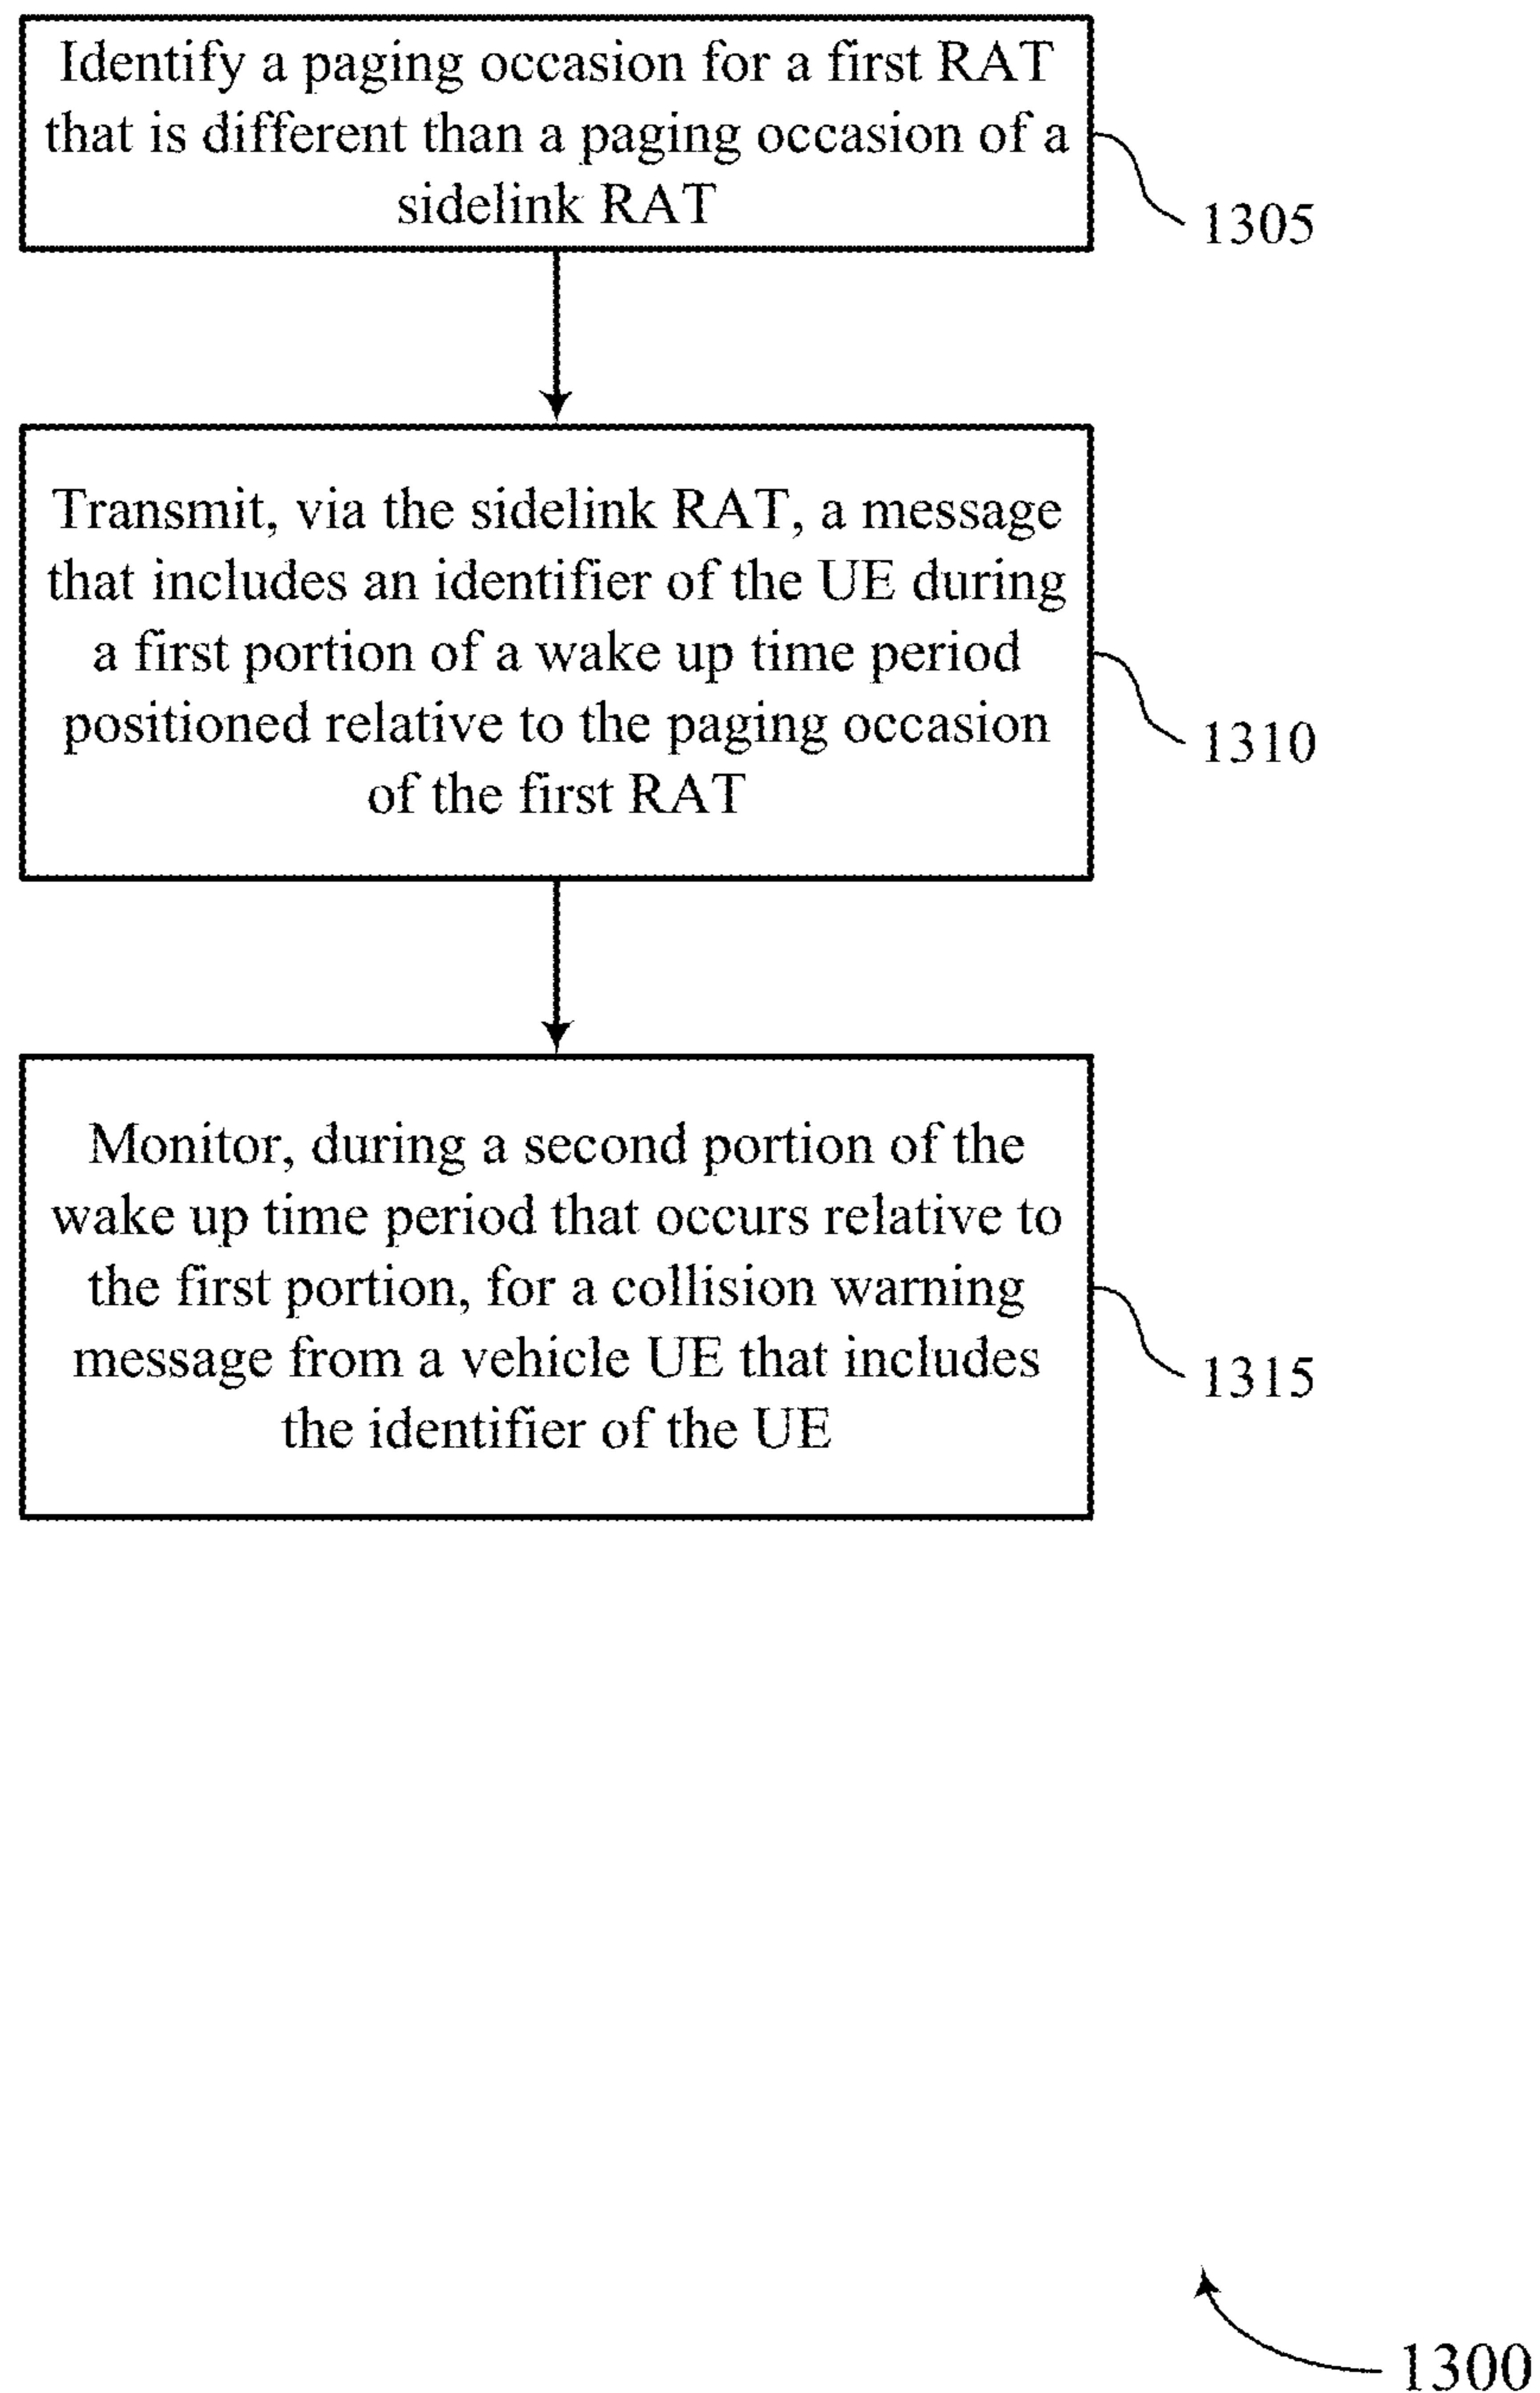 Identify a paging occasion for a first RAT
that is different than a paging occasion of a
sidelink RAT
1305
Transmit, via the sidelink RAT, a message
that includes an identifier of the UE during
a first portion of a wake up time period
positioned relative to the paging occasion
of the first RAT
1310
Monitor, during a second portion of the
wake up time period that occurs relative to
the first portion, for a collision warning
message from a vehicle UE that includes
the identifier of the UE
1315
1300